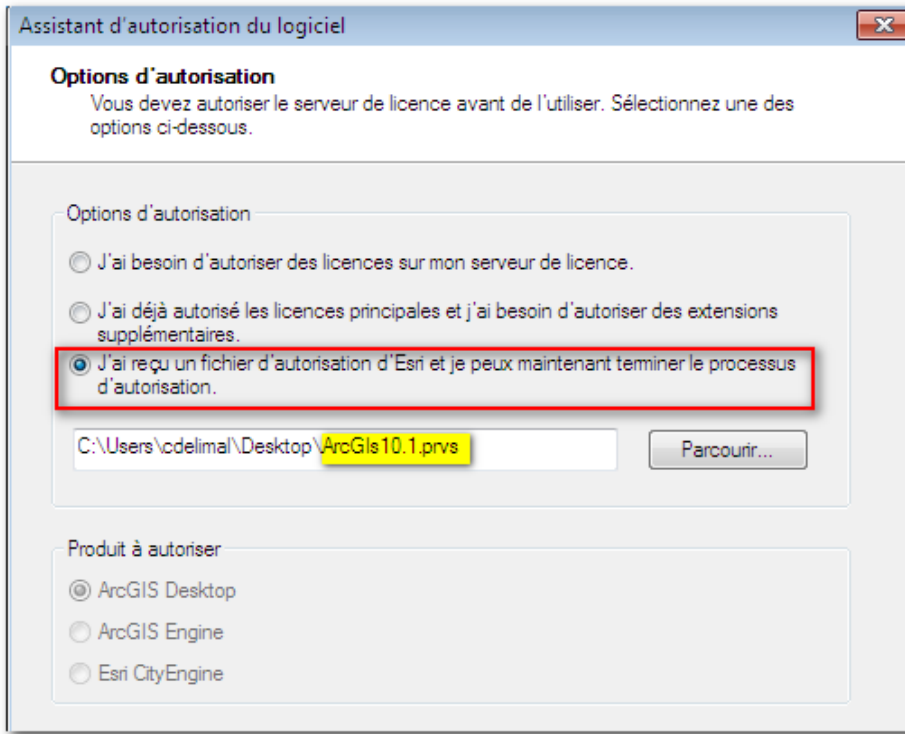 Assistant d'autorisation du logiciel
Options d'autorisation
Vous devez autoriser le serveur de licence avant de l'utiliser. Sélectionnez une des
options ci-dessous.
Options d'autorisation
J'ai besoin d'autoriser des licences sur mon serveur de licence.
J'ai déjà autorisé les licences principales et j'ai besoin d'autoriser des extensions
supplémentaires.
J'ai reçu un fichier d'autorisation d'Esri et je peux maintenant terminer le processus
d'autorisation.
C:\Users\cdelimal\Desktop\ArcGIs10.1.prvs
Parcourir...
Produit à autoriser
ArcGIS Desktop
ArcGIS Engine
Esri CityEngine